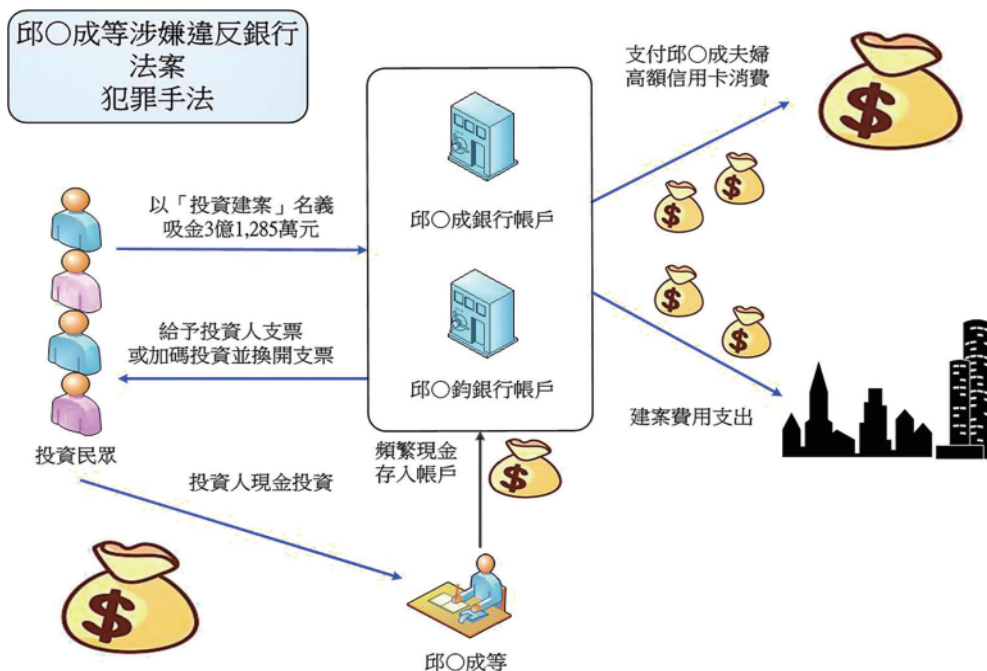 邱○成等涉嫌違反銀行
法案
犯罪手法
支付邱○成夫婦
高額信用卡消費
以「投資建案」名義
吸金3億1,285萬元
邱○成銀行帳戶
給予投資人支票
或加碼投資並換開支票
邱○鈞銀行帳戶
建案費用支出
投資民眾
頻繁現金
存入帳戶
投資人現金投資
邱○成等